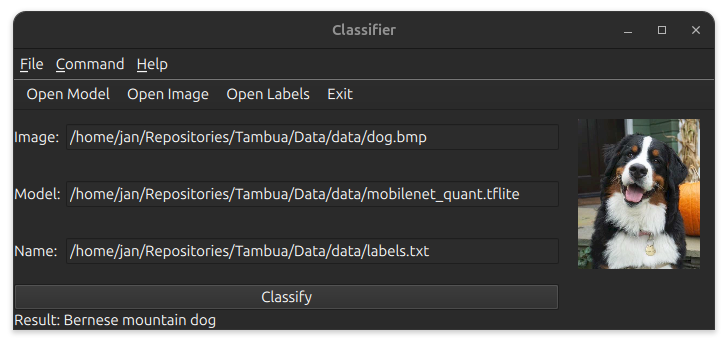 Classifier
File Command Help
Open Model Open Image Open Labels Exit
Image: /home/jan/Repositories/Tambua/Data/data/dog.bmp
Model: /home/jan/Repositories/Tambua/Data/data/mobilenet_quant.tflite
Name: /home/jan/Repositories/Tambua/Data/data/labels.txt
Classify
Result: Bernese mountain dog